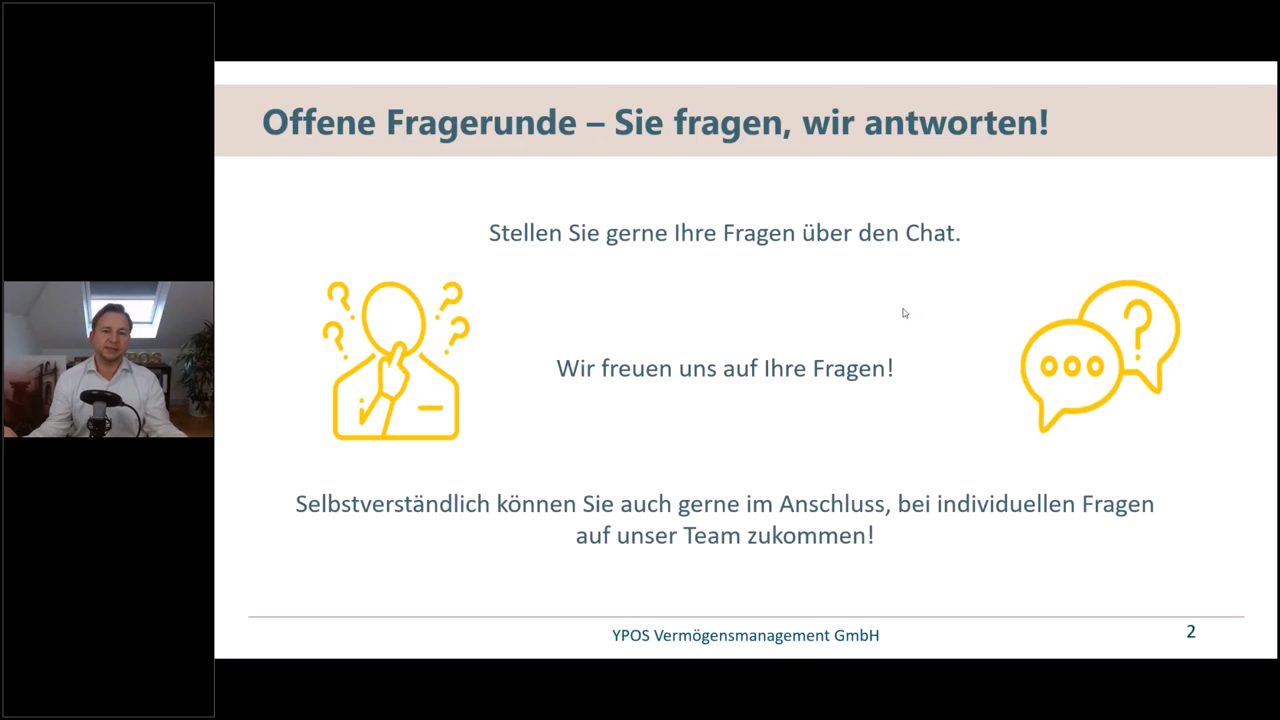 Offene Fragerunde – Sie fragen, wir antworten!
Stellen Sie gerne Ihre Fragen über den Chat.
Wir freuen uns auf Ihre Fragen!
Selbstverständlich können Sie auch gerne im Anschluss, bei individuellen Fragen
auf unser Team zukommen!
YPOS Vermögensmanagement GmbH
2